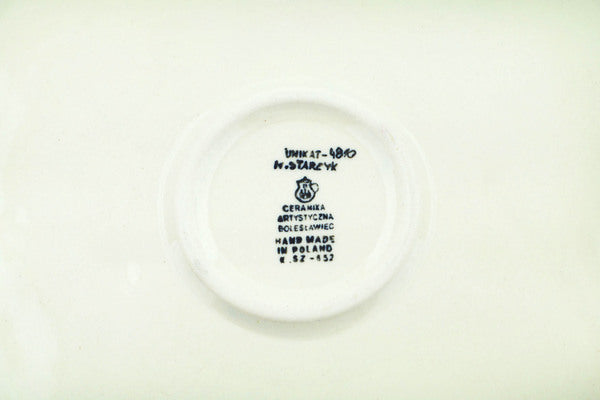 UNIKAT-4810
W.STARZYK
CERAMIKA
ARTYSTYCZNA
BOLESŁAWIEC
HAND MADE
IN POLAND